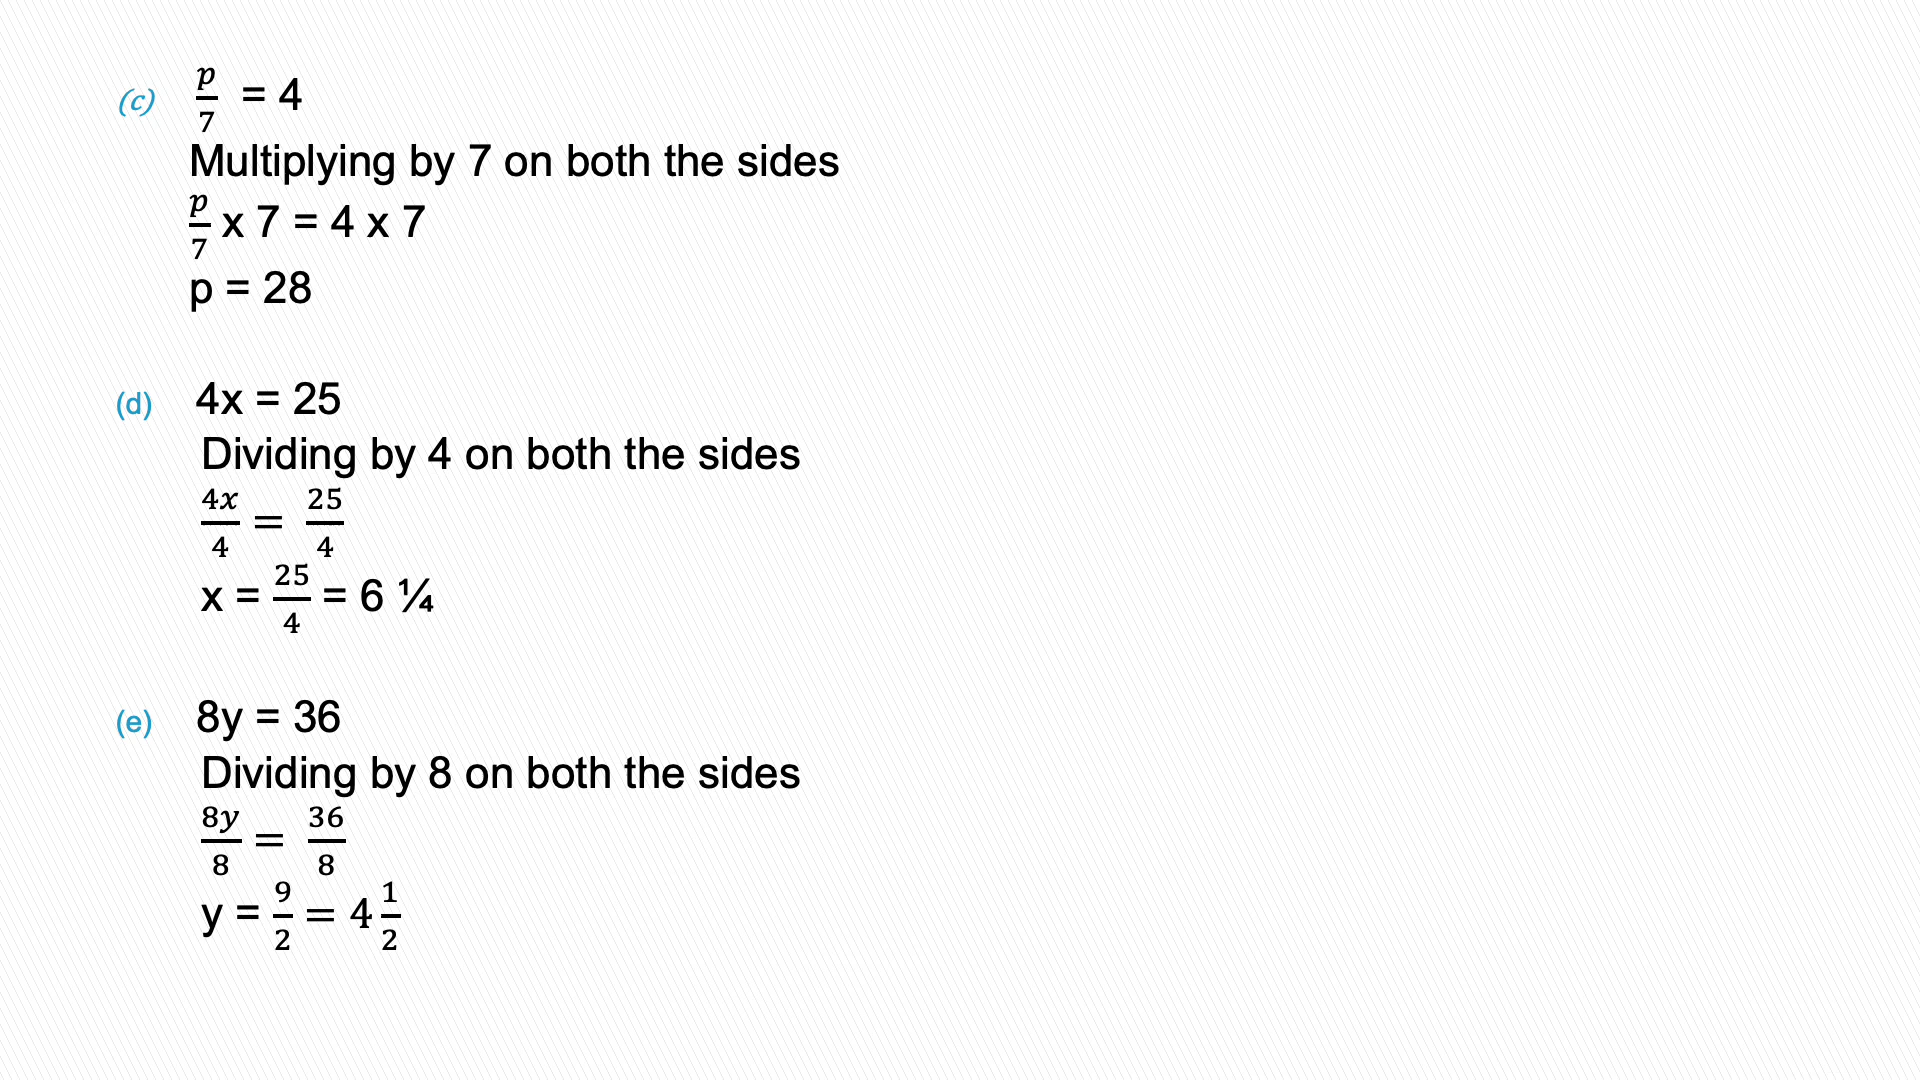 (c) p/7 = 4
Multiplying by 7 on both the sides
p/7 x 7 = 4 x 7
p = 28
(d) 4x = 25
Dividing by 4 on both the sides
4x/4 = 25/4
x = 25/4 = 6 ¼
(e) 8y = 36
Dividing by 8 on both the sides
8y/8 = 36/8
y = 9/2 = 4 1/2